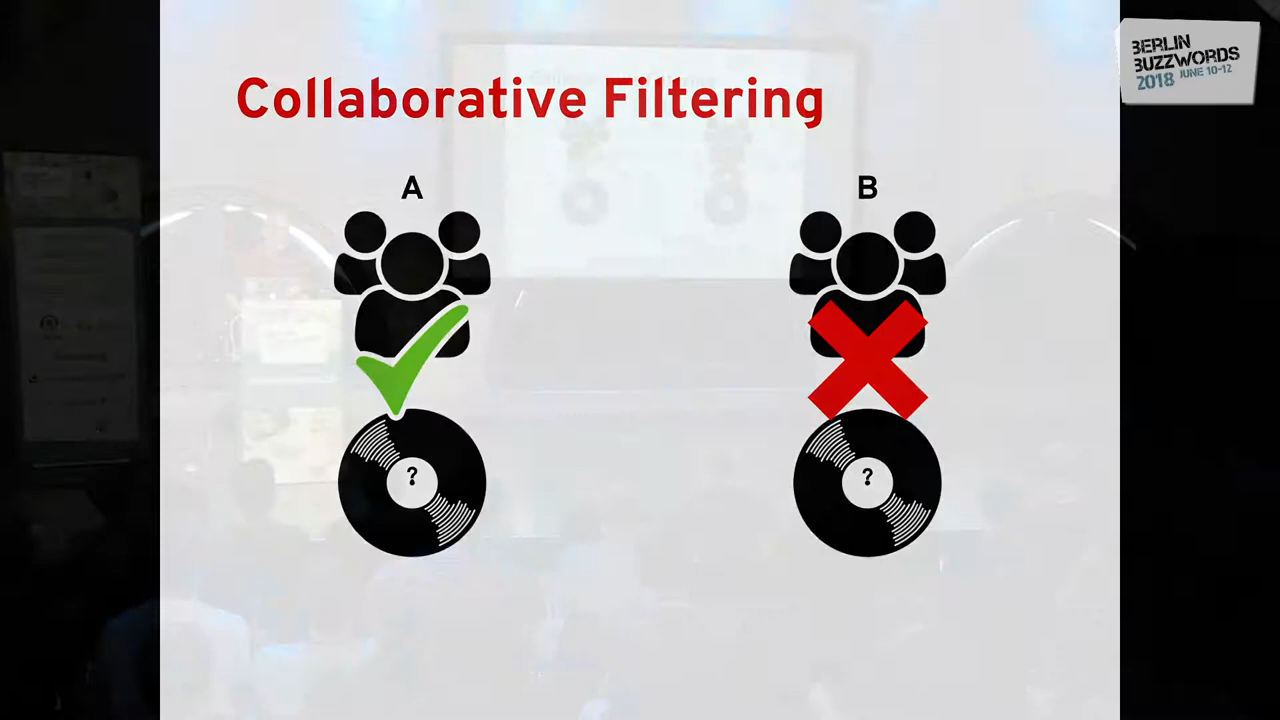 Collaborative Filtering
A
B
?
?
BERLIN
BUZZWORDS
2018 JUNE 10-12